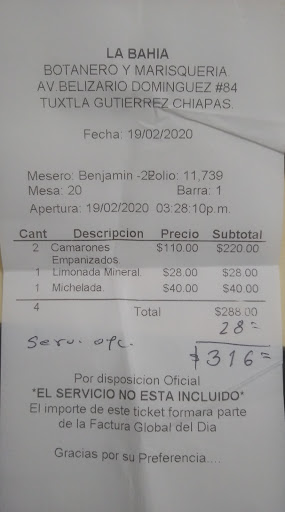 LA BAHIA
BOTANERO Y MARISQUERIA
AV.BELIZARIO DOMINGUEZ #84
TUXTLA GUTIERREZ CHIAPAS.
Fecha: 19/02/2020
Mesero: Benjamin -22 Folio: 11,739
Mesa: 20 Barra: 1
Apertura: 19/02/2020 03:28:10p.m.
Cant Descripcion Precio Subtotal
2 Camarones $110.00 $220.00
Empanizados.
1 Limonada Mineral. $28.00 $28.00
1 Michelada. $40.00 $40.00
4 Total $288.00
28=
Serv. opc.
$316=
Por disposicion Oficial
*EL SERVICIO NO ESTA INCLUIDO*
El importe de este ticket formara parte
de la Factura Global del Dia
Gracias por su Preferencia....